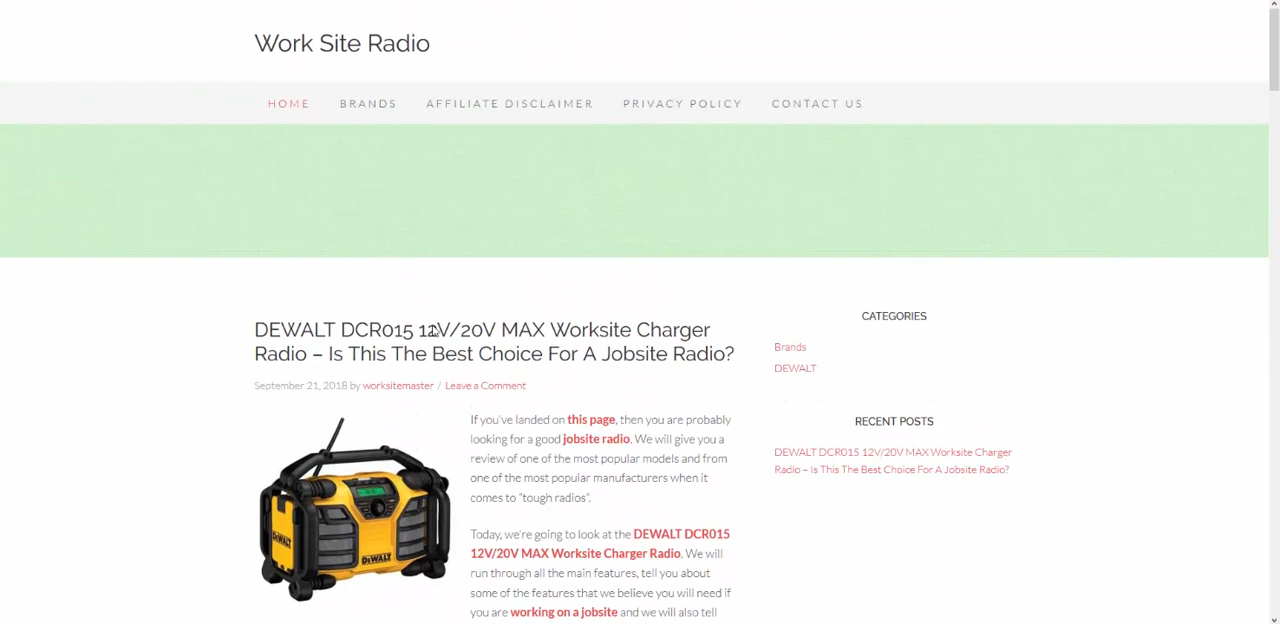 Work Site Radio
HOME BRANDS AFFILIATE DISCLAIMER PRIVACY POLICY CONTACT US
DEWALT DCR015 12V/20V MAX Worksite Charger
Radio – Is This The Best Choice For A Jobsite Radio?
September 21, 2018 by worksitemaster / Leave a Comment
If you've landed on this page, then you are probably
looking for a good jobsite radio. We will give you a
review of one of the most popular models and from
one of the most popular manufacturers when it
comes to "tough radios".
Today, we're going to look at the DEWALT DCR015
12V/20V MAX Worksite Charger Radio. We will
run through all the main features, tell you about
some of the features that we believe you will need if
you are working on a jobsite and we will also tell
DEWALT
DEWALT
CATEGORIES
Brands
DEWALT
RECENT POSTS
DEWALT DCR015 12V/20V MAX Worksite Charger
Radio – Is This The Best Choice For A Jobsite Radio?